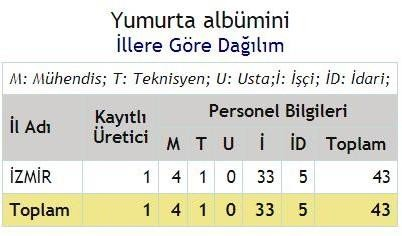 Yumurta albümini
İllere Göre Dağılım
M: Mühendis; T: Teknisyen; U: Usta;İ: İşçi; İD: İdari;
İl Adı Kayıtlı Üretici Personel Bilgileri
M T U İ İD Toplam
İZMİR 1 4 1 0 33 5 43
Toplam 1 4 1 0 33 5 43